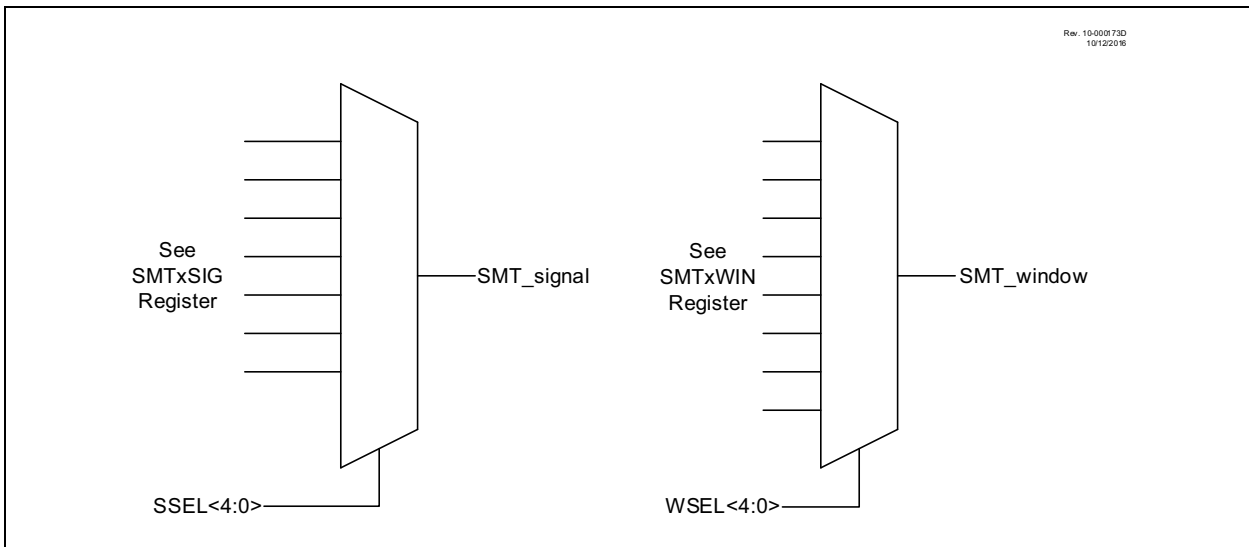 Rev. 10-000173D
10/12/2016
See
SMTxSIG
Register
SMT_signal
SSEL<4:0>
See
SMTxWIN
Register
SMT_window
WSEL<4:0>